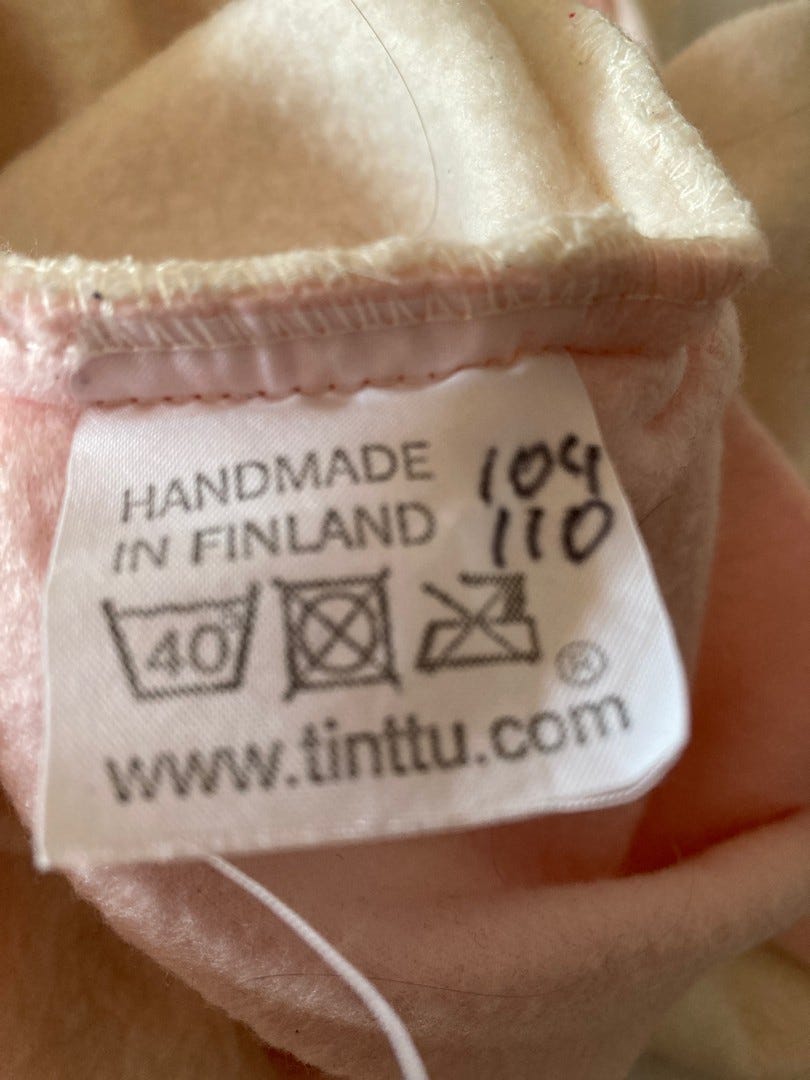 HANDMADE 104
IN FINLAND 110
40°
®
www.tinttu.com